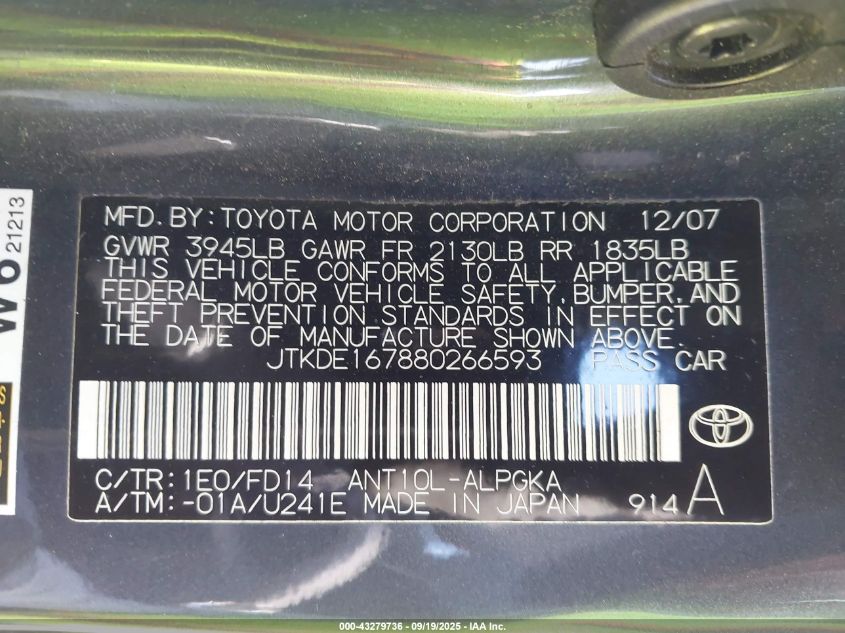 MFD. BY: TOYOTA MOTOR CORPORATION 12/07
GVWR 3945LB GAWR FR 2130LB RR 1835LB
THIS VEHICLE CONFORMS TO ALL APPLICABLE
FEDERAL MOTOR VEHICLE SAFETY, BUMPER, AND
THEFT PREVENTION STANDARDS IN EFFECT ON
THE DATE OF MANUFACTURE SHOWN ABOVE.
JTKDE167880266593 PASS CAR
C/TR: 1E0/FD14 ANT10L-ALPGKA
A/TM: -01A/U241E MADE IN JAPAN 914 A
21213
000-43279736 - 09/19/2025 - IAA Inc.